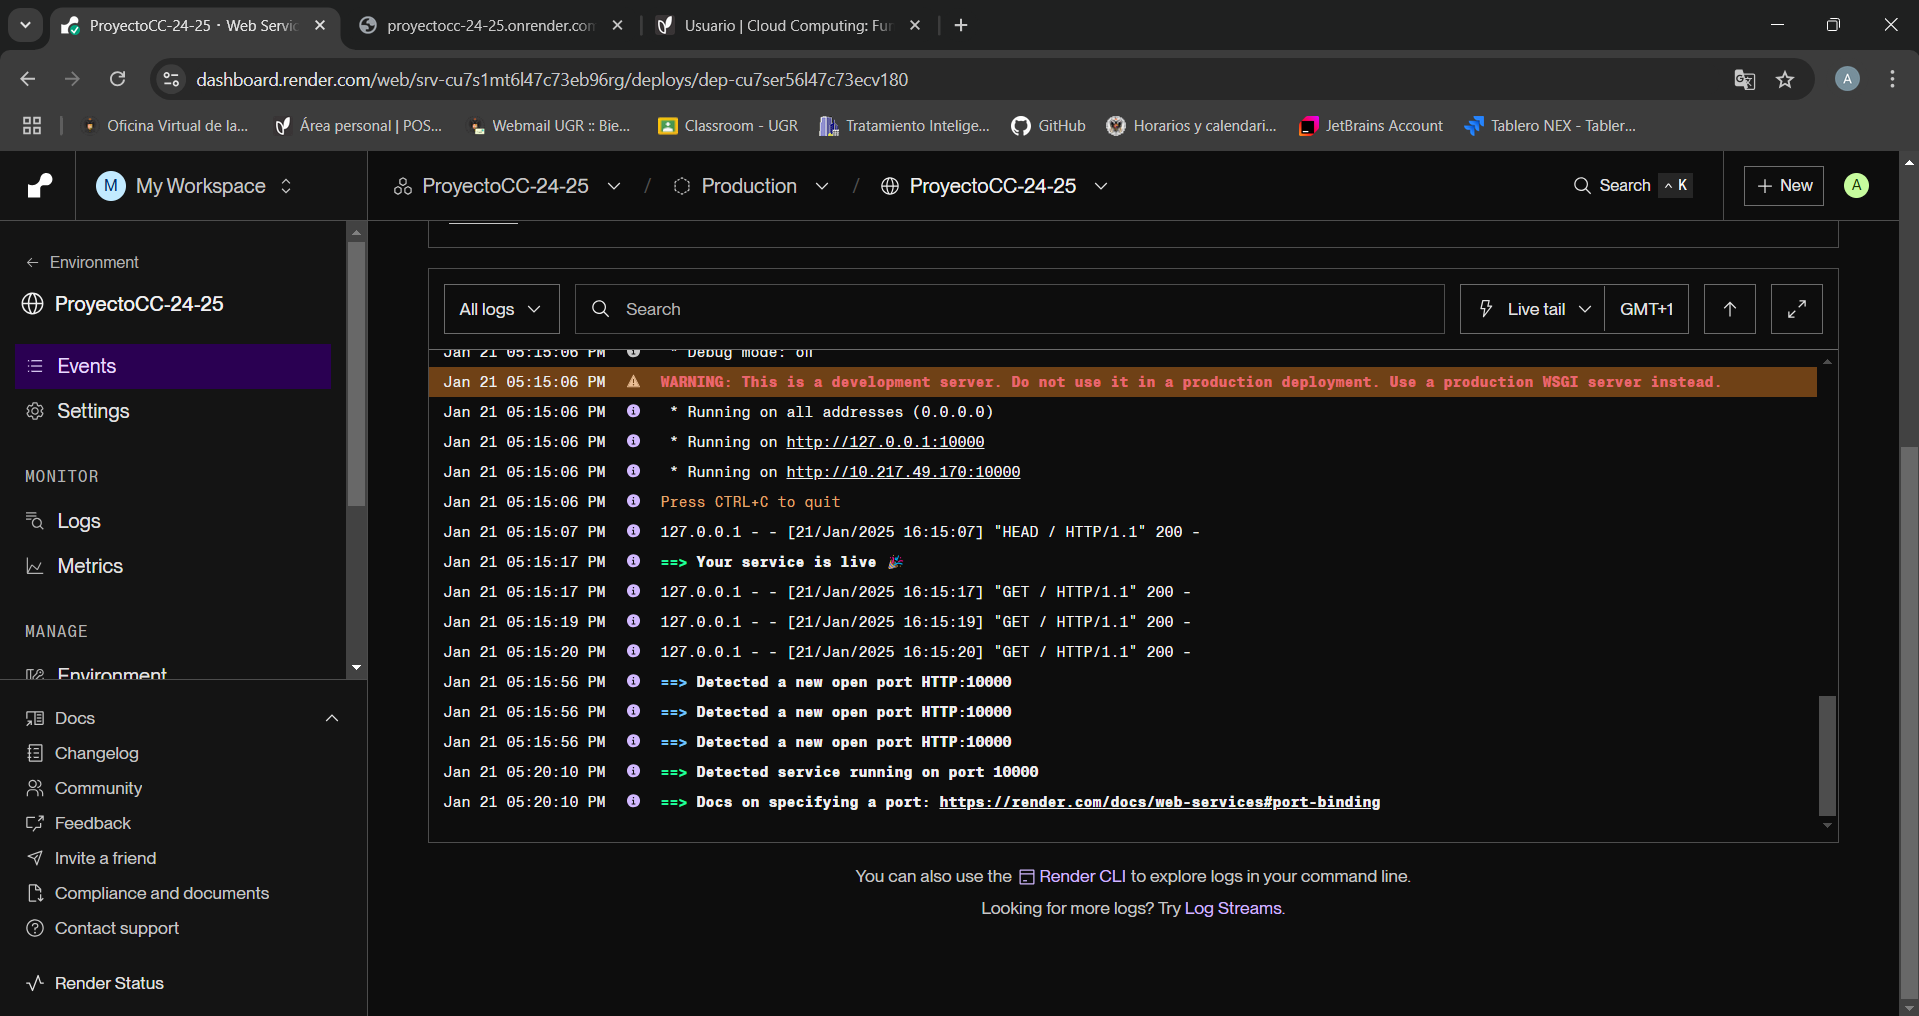 ProyectoCC-24-25 · Web Servic
proyectocc-24-25.onrender.com
Usuario | Cloud Computing: Fun
dashboard.render.com/web/srv-cu7s1mt6l47c73eb96rg/deploys/dep-cu7ser56l47c73ecv180
A
Oficina Virtual de la...
Área personal | POS...
Webmail UGR :: Bie...
Classroom - UGR
Tratamiento Intelige...
GitHub
Horarios y calendari...
JetBrains Account
Tablero NEX - Tabler...
M My Workspace
ProyectoCC-24-25 / Production / ProyectoCC-24-25
Search ^ K
+ New
A
← Environment
ProyectoCC-24-25
Events
Settings
MONITOR
Logs
Metrics
MANAGE
Environment
Docs
Changelog
Community
Feedback
Invite a friend
Compliance and documents
Contact support
Render Status
All logs
Search
Live tail
GMT+1
Jan 21 05:15:06 PM * Debug mode: off
Jan 21 05:15:06 PM WARNING: This is a development server. Do not use it in a production deployment. Use a production WSGI server instead.
Jan 21 05:15:06 PM * Running on all addresses (0.0.0.0)
Jan 21 05:15:06 PM * Running on http://127.0.0.1:10000
Jan 21 05:15:06 PM * Running on http://10.217.49.170:10000
Jan 21 05:15:06 PM Press CTRL+C to quit
Jan 21 05:15:07 PM 127.0.0.1 - - [21/Jan/2025 16:15:07] "HEAD / HTTP/1.1" 200 -
Jan 21 05:15:17 PM ==> Your service is live 🎉
Jan 21 05:15:17 PM 127.0.0.1 - - [21/Jan/2025 16:15:17] "GET / HTTP/1.1" 200 -
Jan 21 05:15:19 PM 127.0.0.1 - - [21/Jan/2025 16:15:19] "GET / HTTP/1.1" 200 -
Jan 21 05:15:20 PM 127.0.0.1 - - [21/Jan/2025 16:15:20] "GET / HTTP/1.1" 200 -
Jan 21 05:15:56 PM ==> Detected a new open port HTTP:10000
Jan 21 05:15:56 PM ==> Detected a new open port HTTP:10000
Jan 21 05:15:56 PM ==> Detected a new open port HTTP:10000
Jan 21 05:20:10 PM ==> Detected service running on port 10000
Jan 21 05:20:10 PM ==> Docs on specifying a port: https://render.com/docs/web-services#port-binding
You can also use the Render CLI to explore logs in your command line.
Looking for more logs? Try Log Streams.